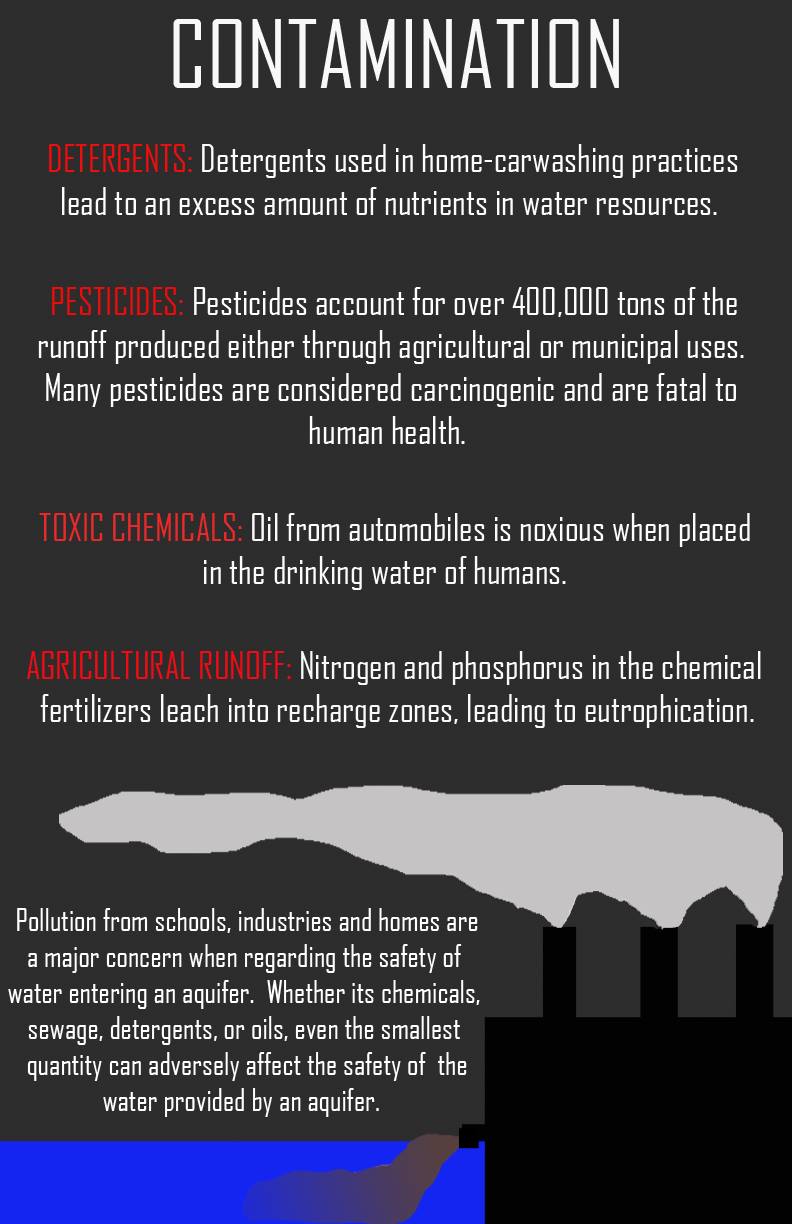 CONTAMINATION
DETERGENTS: Detergents used in home-carwashing practices
lead to an excess amount of nutrients in water resources.
PESTICIDES: Pesticides account for over 400,000 tons of the
runoff produced either through agricultural or municipal uses.
Many pesticides are considered carcinogenic and are fatal to
human health.
TOXIC CHEMICALS: Oil from automobiles is noxious when placed
in the drinking water of humans.
AGRICULTURAL RUNOFF: Nitrogen and phosphorus in the chemical
fertilizers leach into recharge zones, leading to eutrophication.
Pollution from schools, industries and homes are
a major concern when regarding the safety of
water entering an aquifer.  Whether its chemicals,
sewage, detergents, or oils, even the smallest
quantity can adversely affect the safety of  the
water provided by an aquifer.